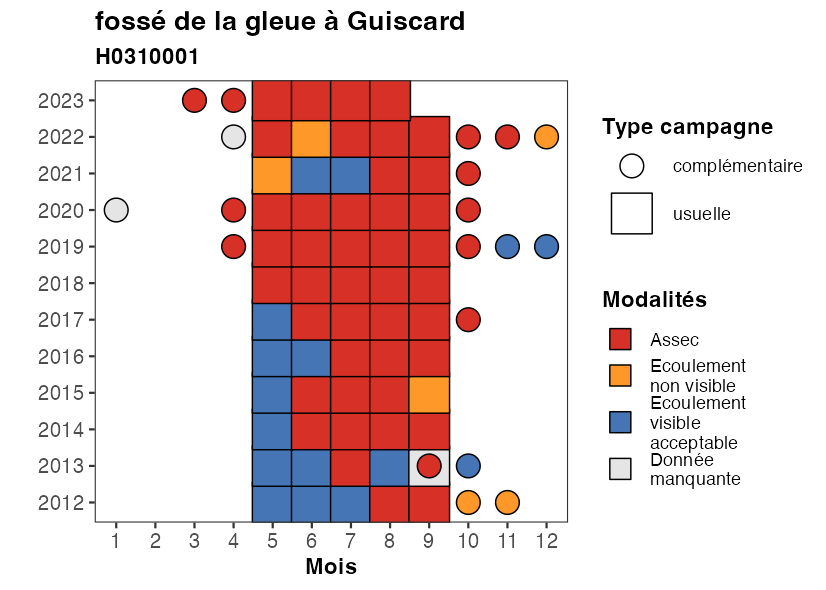 fossé de la gleue à Guiscard
H0310001
2023
2022
2021
2020
2019
2018
2017
2016
2015
2014
2013
2012
1 2 3 4 5 6 7 8 9 10 11 12
Mois
Type campagne
complémentaire
usuelle
Modalités
Assec
Ecoulement
non visible
Ecoulement
visible
acceptable
Donnée
manquante